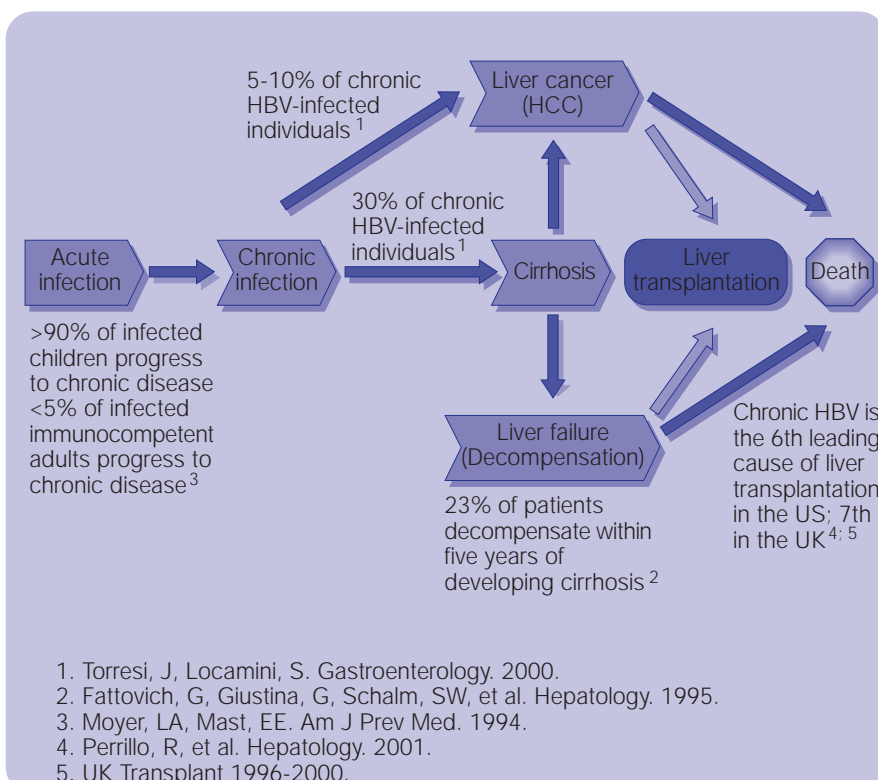 5-10% of chronic
HBV-infected
individuals 1
Liver cancer
(HCC)
30% of chronic
HBV-infected
individuals 1
Acute
infection
Chronic
infection
Cirrhosis
Liver
transplantation
Death
>90% of infected
children progress
to chronic disease
<5% of infected
immunocompetent
adults progress to
chronic disease 3
Liver failure
(Decompensation)
23% of patients
decompensate within
five years of
developing cirrhosis 2
Chronic HBV is
the 6th leading
cause of liver
transplantation
in the US; 7th
in the UK 4; 5
1. Torresi, J, Locamini, S. Gastroenterology. 2000.
2. Fattovich, G, Giustina, G, Schalm, SW, et al. Hepatology. 1995.
3. Moyer, LA, Mast, EE. Am J Prev Med. 1994.
4. Perrillo, R, et al. Hepatology. 2001.
5. UK Transplant 1996-2000.